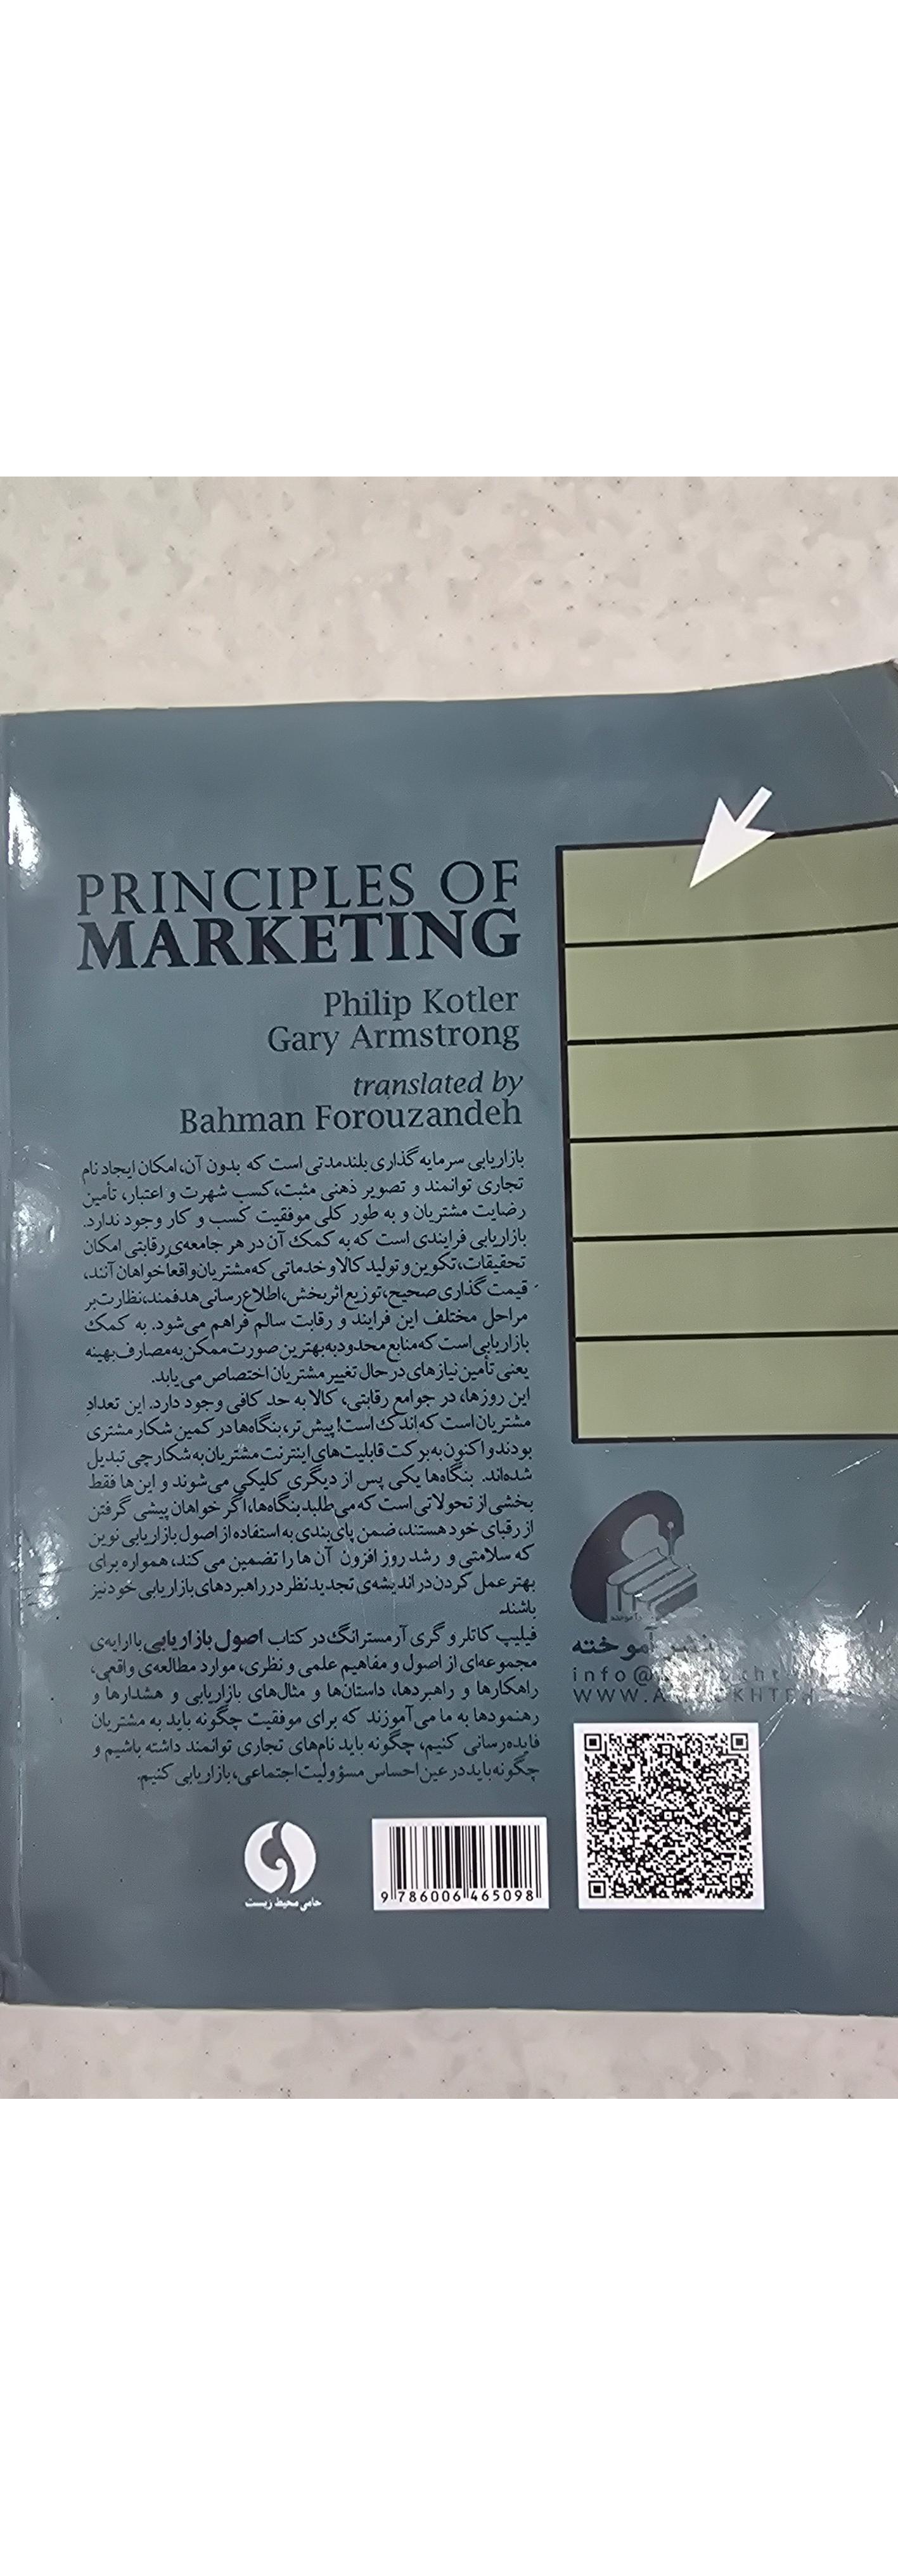 PRINCIPLES OF
MARKETING
Philip Kotler
Gary Armstrong
translated by
Bahman Forouzandeh
بازاریابی سرمایه‌گذاری بلندمدتی است که بدون آن، امکان ایجاد نام
تجاری توانمند و تصویر ذهنی مثبت، کسب شهرت و اعتبار، تأمین
رضایت مشتریان و به طور کلی موفقیت کسب و کار وجود ندارد.
بازاریابی فرایندی است که به کمک آن در هر جامعه‌ی رقابتی امکان
تحقیقات، تکوین و تولید کالا و خدماتی که مشتریان واقعاً خواهان آنند،
قیمت گذاری صحیح، توزیع اثربخش، اطلاع رسانی هدفمند، نظارت بر
مراحل مختلف این فرایند و رقابت سالم فراهم می‌شود. به کمک
بازاریابی است که منابع محدود به بهترین صورت ممکن به مصارف بهینه
یعنی تأمین نیازهای در حال تغییر مشتریان اختصاص می‌یابد.
این روزها، در جوامع رقابتی، کالا به حد کافی وجود دارد. این تعدادِ
مشتریان است که اندک است! پیش تر، بنگاه‌ها در کمین شکار مشتری
بودند و اکنون به برکت قابلیت‌های اینترنت مشتریان به شکارچی تبدیل
شده‌اند. بنگاه‌ها یکی پس از دیگری کلیکی می‌شوند و این‌ها فقط
بخشی از تحولاتی است که می‌طلبد بنگاه‌ها، اگر خواهان پیشی گرفتن
از رقبای خود هستند، ضمن پای‌بندی به استفاده از اصول بازاریابی نوین
که سلامتی و رشد روز افزون آن ها را تضمین می کند، همواره برای
بهتر عمل کردن در اندیشه‌ی تجدید نظر در راهبردهای بازاریابی خود نیز
باشند.
فیلیپ کاتلر و گری آرمسترانگ در کتاب اصول بازاریابی با ارایه‌ی
مجموعه‌ای از اصول و مفاهیم علمی و نظری، موارد مطالعه‌ی واقعی،
راهکارها و راهبردها، داستان‌ها و مثال‌های بازاریابی و هشدارها و
رهنمودها به ما می‌آموزند که برای موفقیت چگونه باید به مشتریان
فایده‌رسانی کنیم، چگونه باید نام‌های تجاری توانمند داشته باشیم و
چگونه باید در عین احساس مسؤولیت اجتماعی، بازاریابی کنیم.
آموخته
info@
WWW.
حامی محیط زیست
9 786006 465098